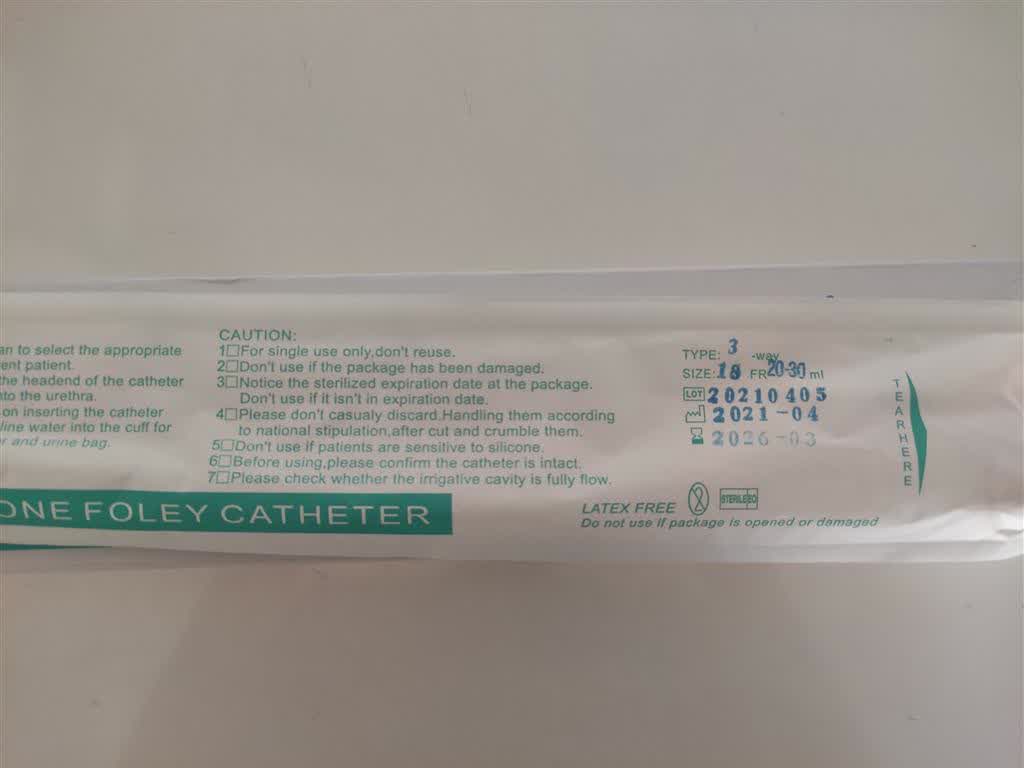 an to select the appropriate
ent patient.
the headend of the catheter
nto the urethra.
on inserting the catheter
line water into the cuff for
r and urine bag.
CAUTION:
1□For single use only,don't reuse.
2□Don't use if the package has been damaged.
3□Notice the sterilized expiration date at the package.
Don't use if it isn't in expiration date.
4□Please don't casualy discard.Handling them according
to national stipulation,after cut and crumble them.
5□Don't use if patients are sensitive to silicone.
6□Before using,please confirm the catheter is intact.
7□Please check whether the irrigative cavity is fully flow.
ONE FOLEY CATHETER
TYPE: 3 -way
SIZE: 18 FR 20-30 ml
LOT 20210405
2021-04
2026-03
LATEX FREE 2 STERILE EO
Do not use if package is opened or damaged
TEARHERE